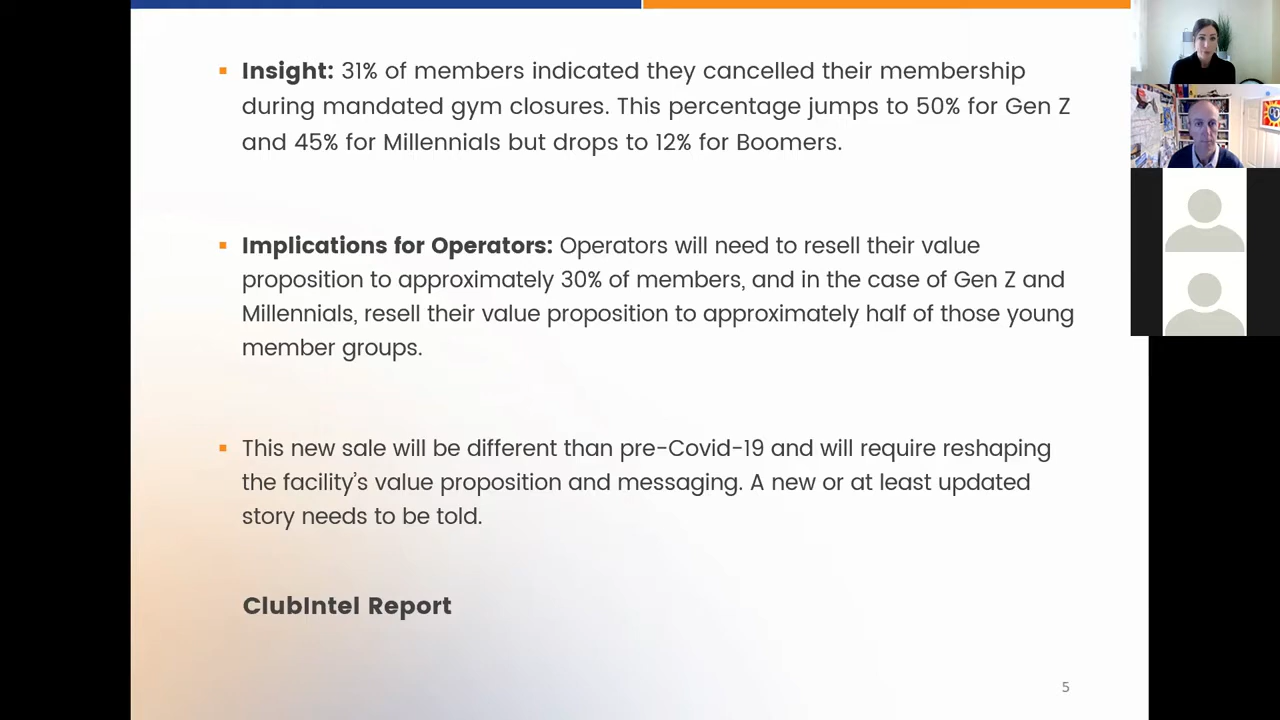 Insight: 31% of members indicated they cancelled their membership
during mandated gym closures. This percentage jumps to 50% for Gen Z
and 45% for Millennials but drops to 12% for Boomers.
Implications for Operators: Operators will need to resell their value
proposition to approximately 30% of members, and in the case of Gen Z and
Millennials, resell their value proposition to approximately half of those young
member groups.
This new sale will be different than pre-Covid-19 and will require reshaping
the facility's value proposition and messaging. A new or at least updated
story needs to be told.
ClubIntel Report
5